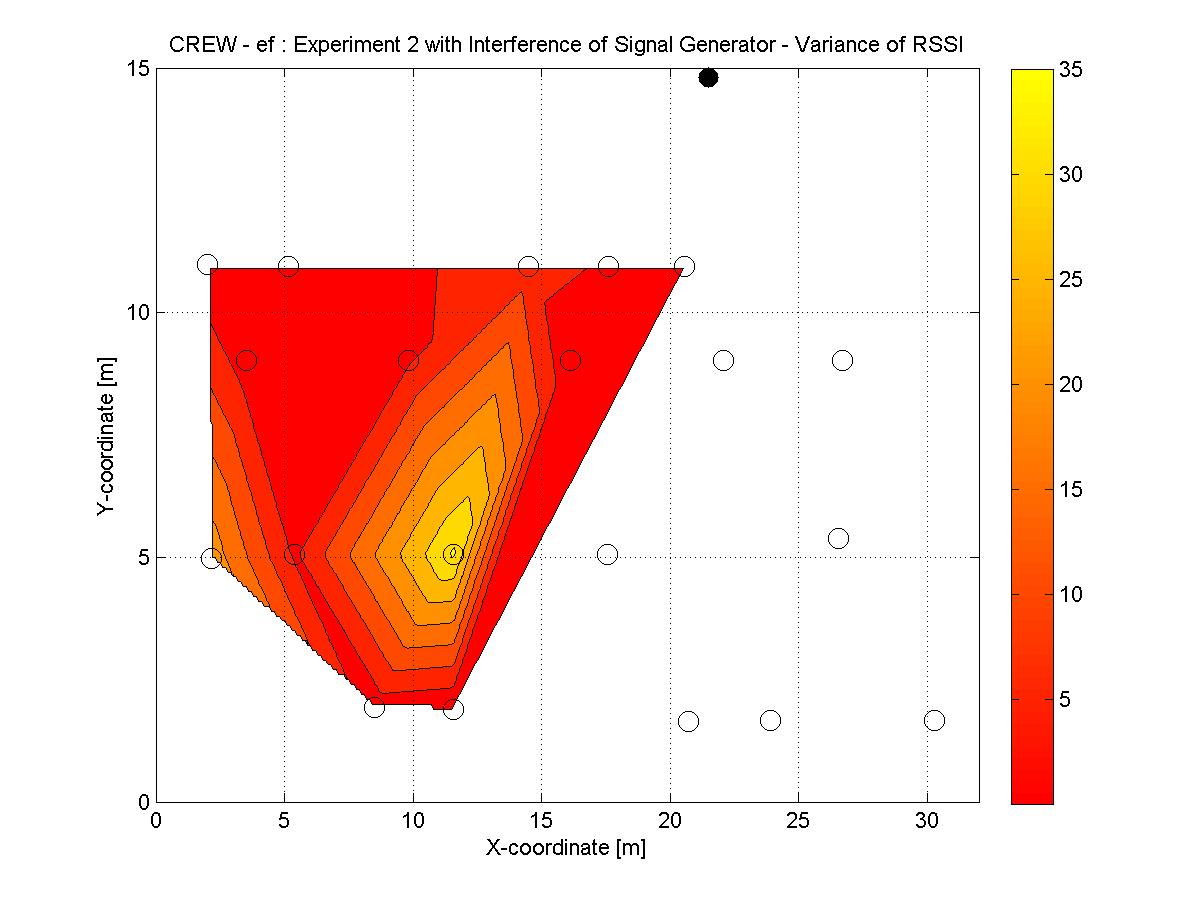 CREW - ef : Experiment 2 with Interference of Signal Generator - Variance of RSSI
15
10
5
0
Y-coordinate [m]
0 5 10 15 20 25 30
X-coordinate [m]
35
30
25
20
15
10
5